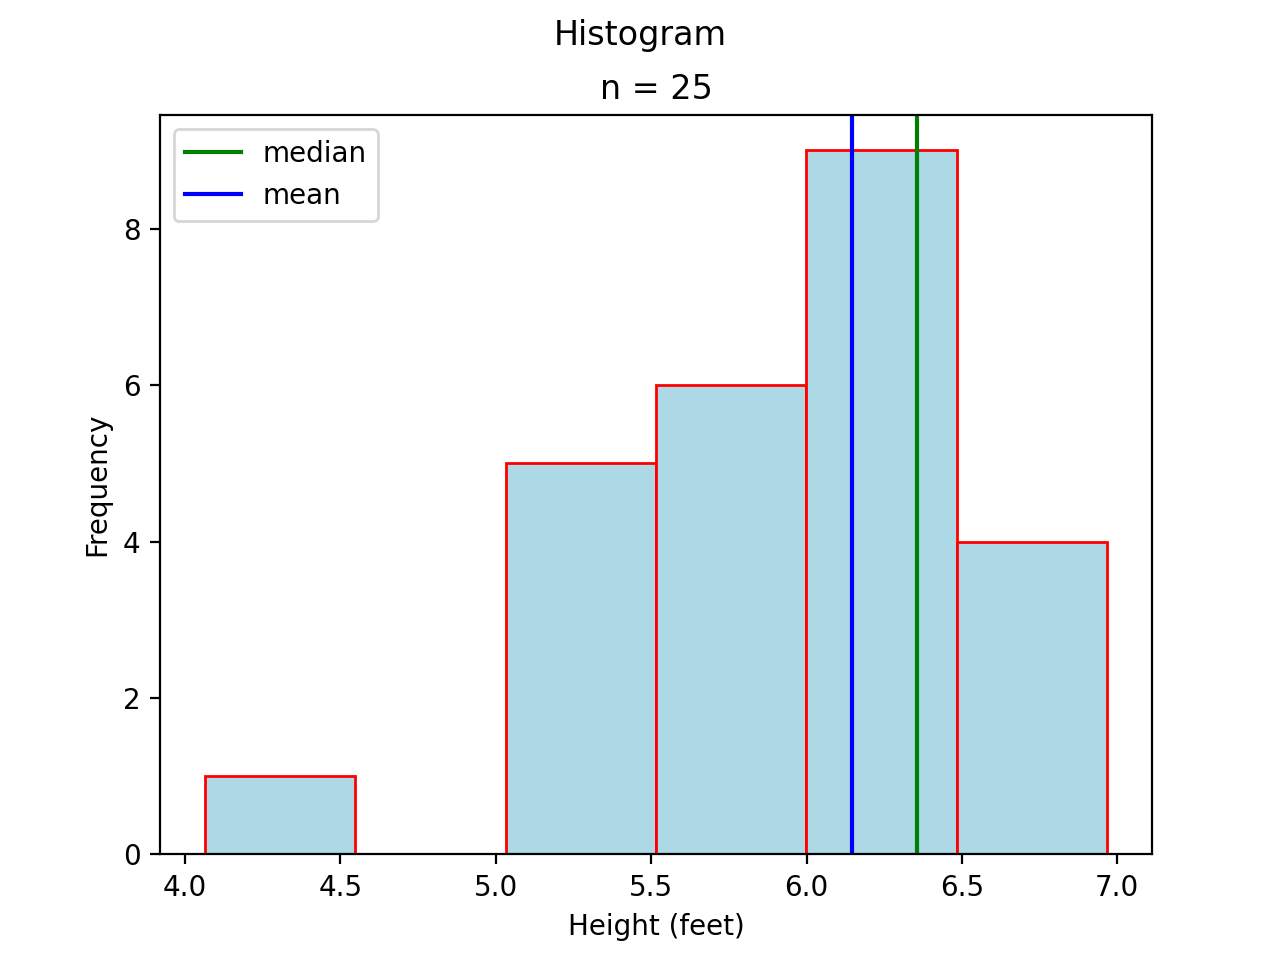 Histogram
n = 25
median
mean
8
6
4
2
0
Frequency
4.0 4.5 5.0 5.5 6.0 6.5 7.0
Height (feet)